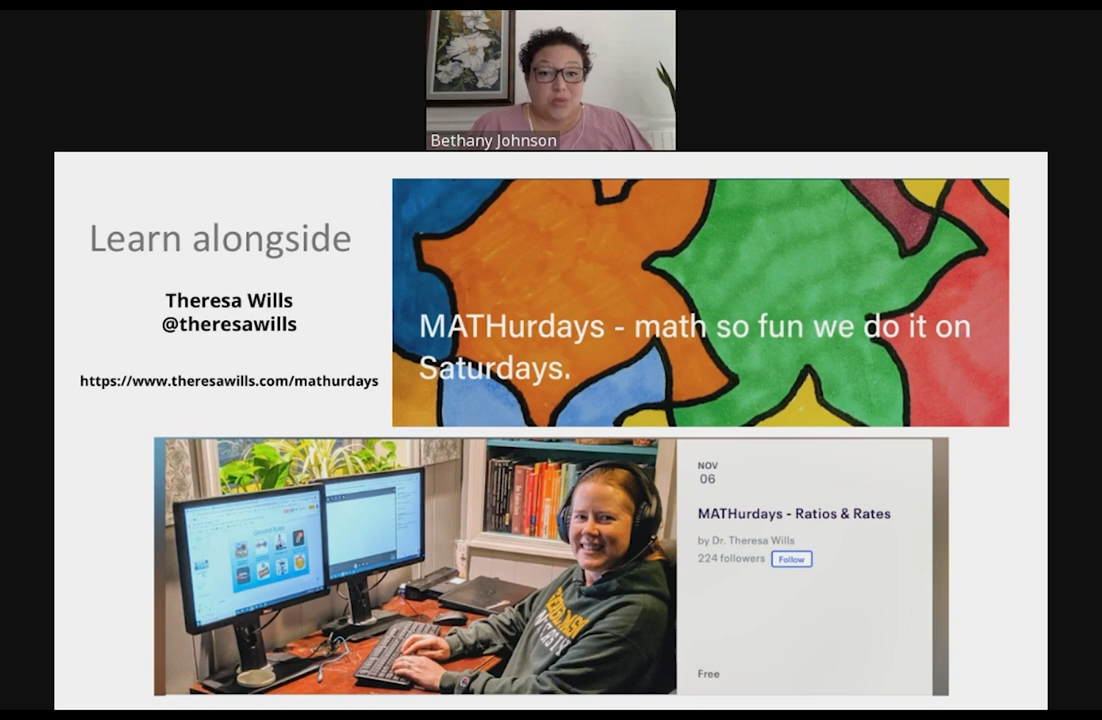 Bethany Johnson
Learn alongside
Theresa Wills
@theresawills
https://www.theresawills.com/mathurdays
MATHurdays - math so fun we do it on
Saturdays.
NOV
06
MATHurdays - Ratios & Rates
by Dr. Theresa Wills
224 followers Follow
Free